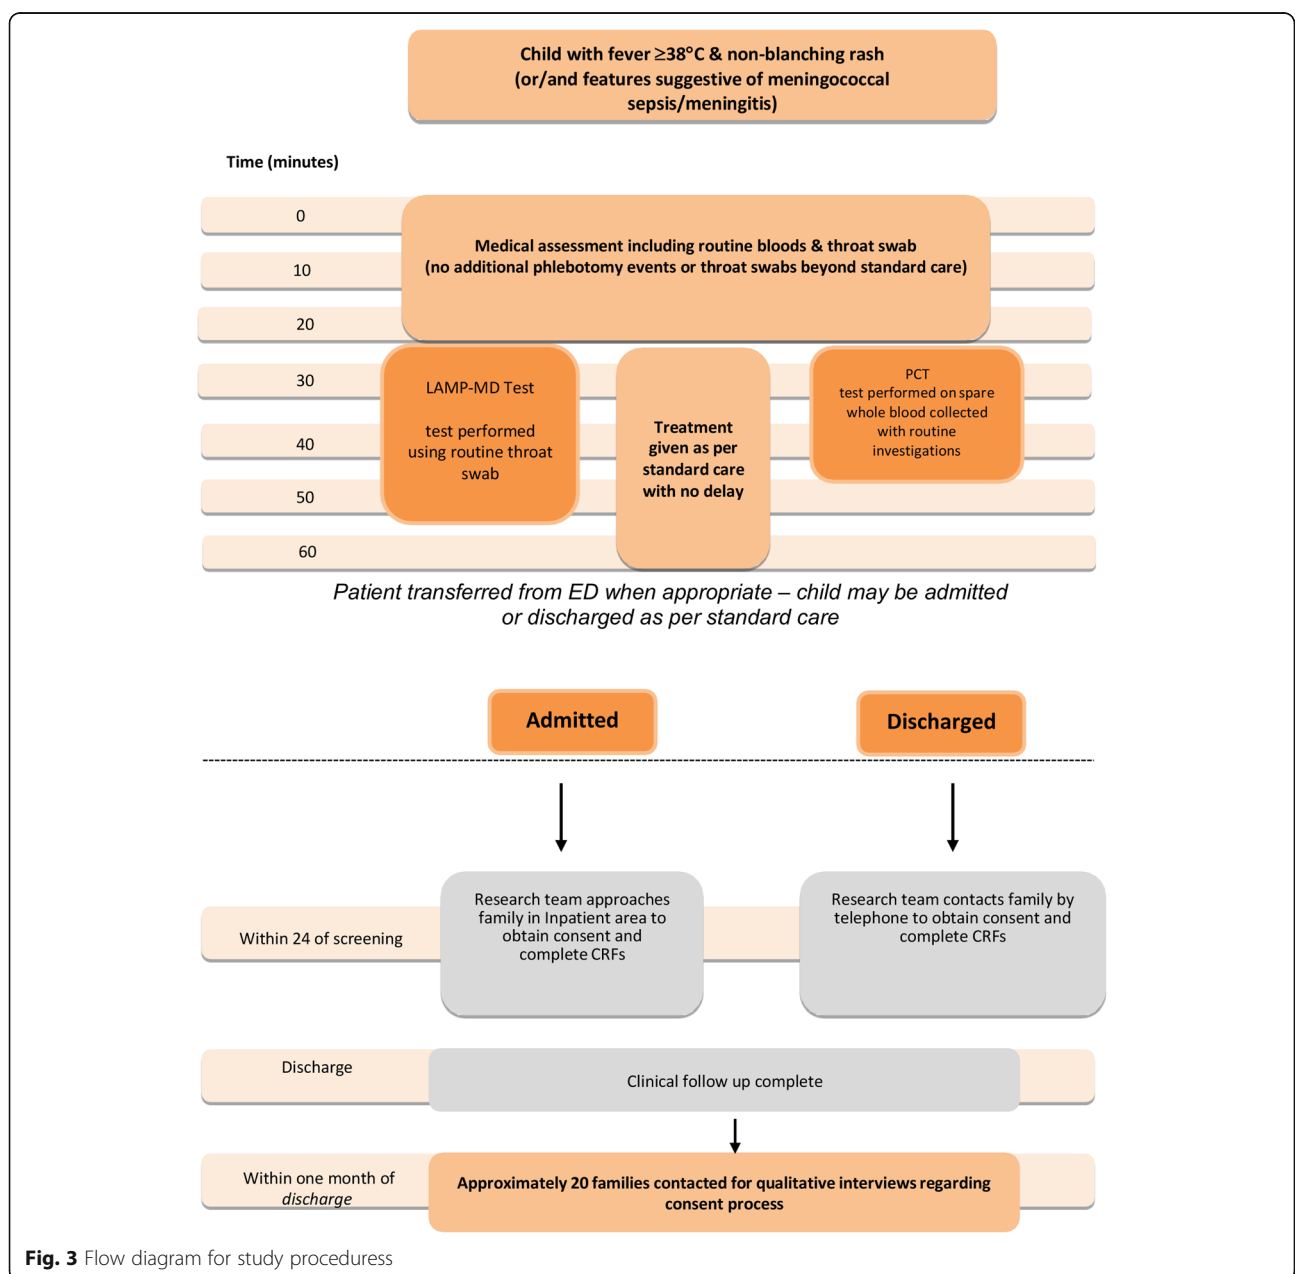 Child with fever ≥38°C & non-blanching rash
(or/and features suggestive of meningococcal
sepsis/meningitis)
Time (minutes)
0
Medical assessment including routine bloods & throat swab
(no additional phlebotomy events or throat swabs beyond standard care)
10
20
30
LAMP-MD Test
test performed
using routine throat
swab
Treatment
given as per
standard care
with no delay
PCT
test performed on spare
whole blood collected
with routine
investigations
40
50
60
Patient transferred from ED when appropriate – child may be admitted
or discharged as per standard care
Admitted
Discharged
Within 24 of screening
Research team approaches
family in Inpatient area to
obtain consent and
complete CRFs
Research team contacts family by
telephone to obtain consent and
complete CRFs
Discharge
Clinical follow up complete
Within one month of
discharge
Approximately 20 families contacted for qualitative interviews regarding
consent process
Fig. 3 Flow diagram for study proceduress